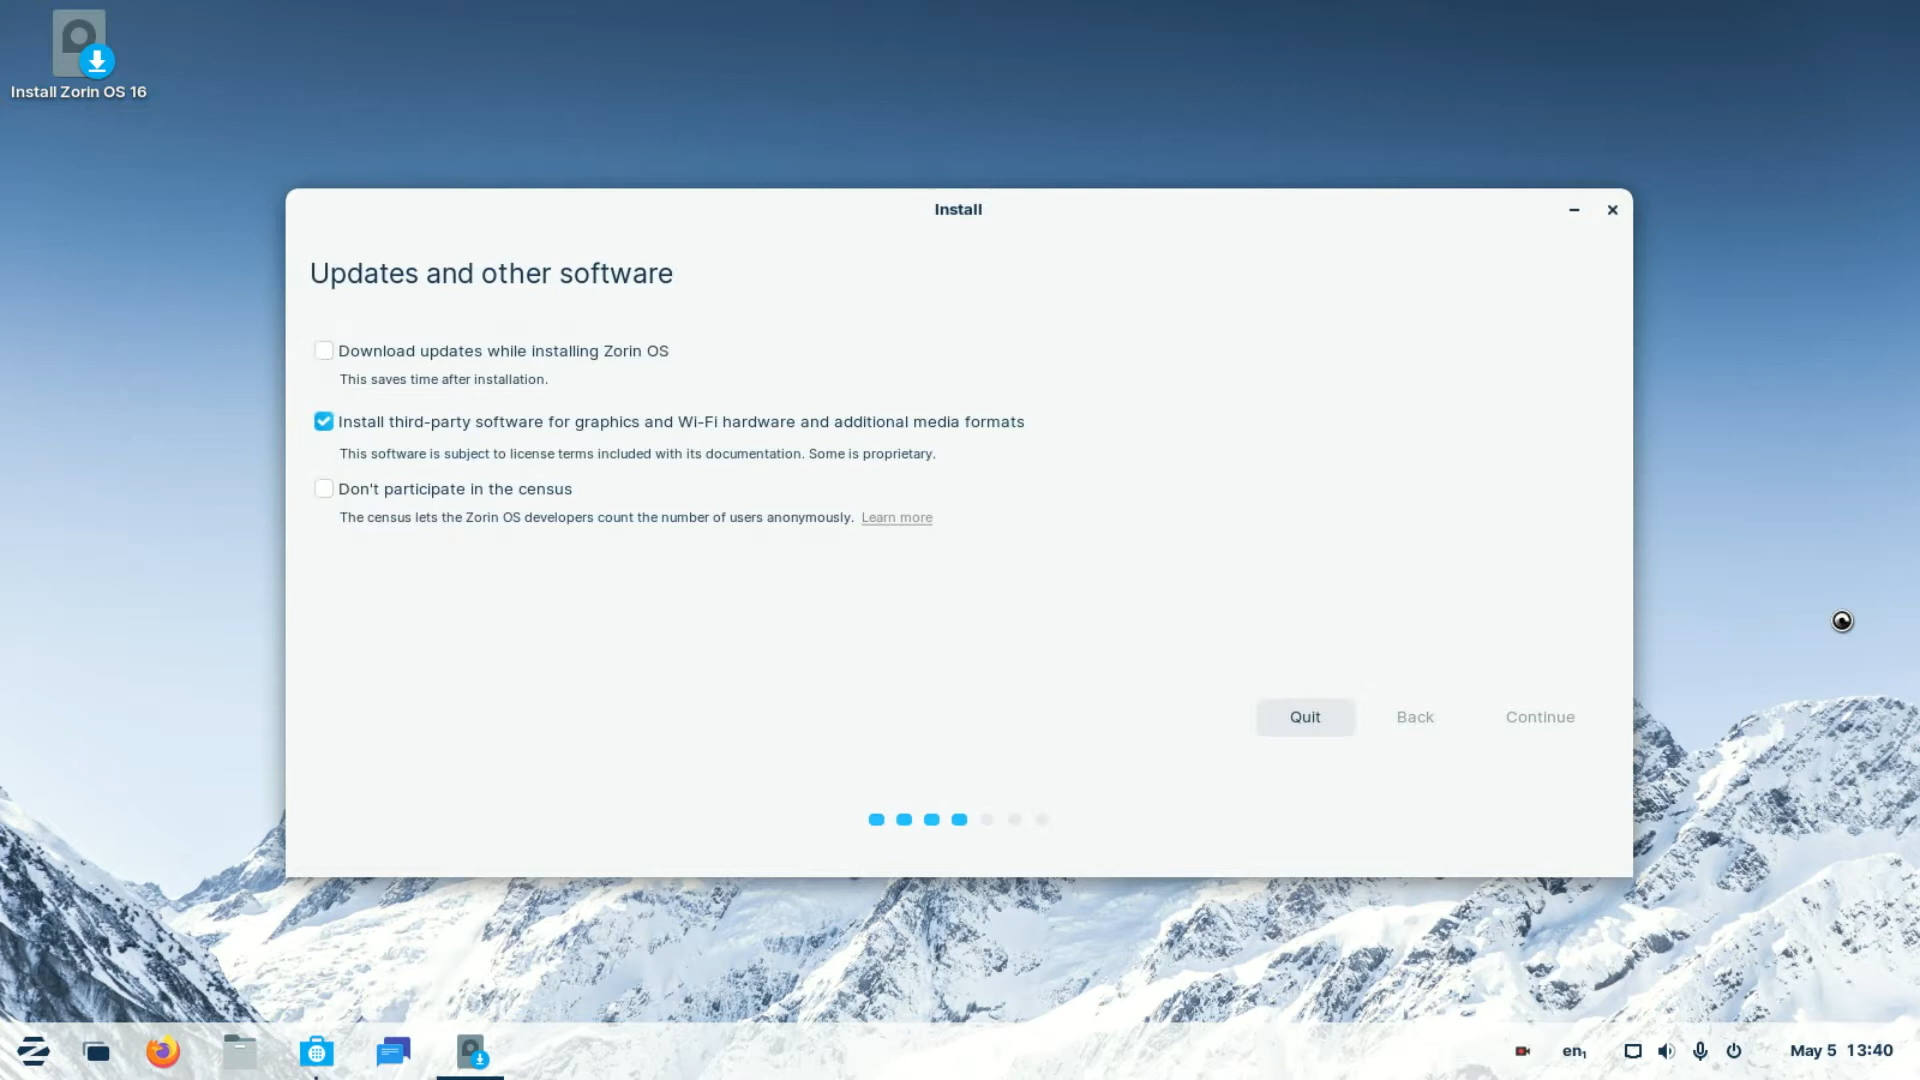 Install Zorin OS 16
Install
Updates and other software
Download updates while installing Zorin OS
This saves time after installation.
Install third-party software for graphics and Wi-Fi hardware and additional media formats
This software is subject to license terms included with its documentation. Some is proprietary.
Don't participate in the census
The census lets the Zorin OS developers count the number of users anonymously. Learn more
Quit Back Continue
en₁ May 5 13:40